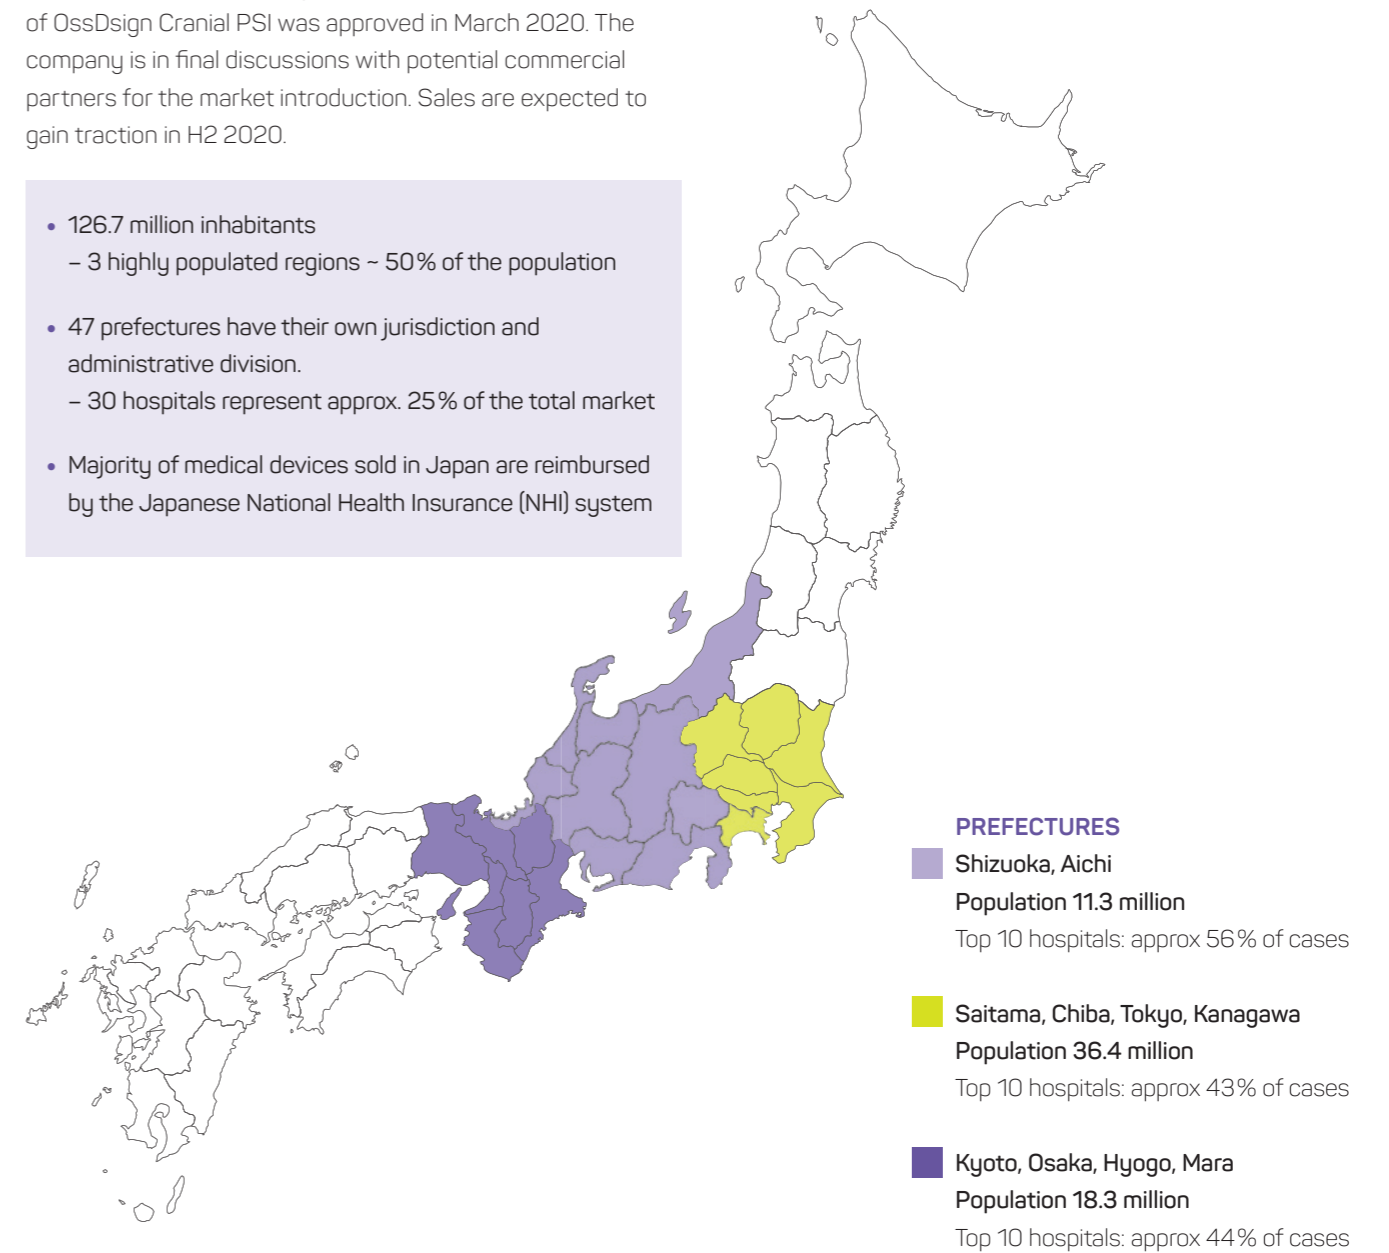 of OssDsign Cranial PSI was approved in March 2020. The
company is in final discussions with potential commercial
partners for the market introduction. Sales are expected to
gain traction in H2 2020.
• 126.7 million inhabitants
– 3 highly populated regions ~ 50% of the population
• 47 prefectures have their own jurisdiction and
administrative division.
– 30 hospitals represent approx. 25% of the total market
• Majority of medical devices sold in Japan are reimbursed
by the Japanese National Health Insurance (NHI) system
PREFECTURES
Shizuoka, Aichi
Population 11.3 million
Top 10 hospitals: approx 56% of cases
Saitama, Chiba, Tokyo, Kanagawa
Population 36.4 million
Top 10 hospitals: approx 43% of cases
Kyoto, Osaka, Hyogo, Mara
Population 18.3 million
Top 10 hospitals: approx 44% of cases